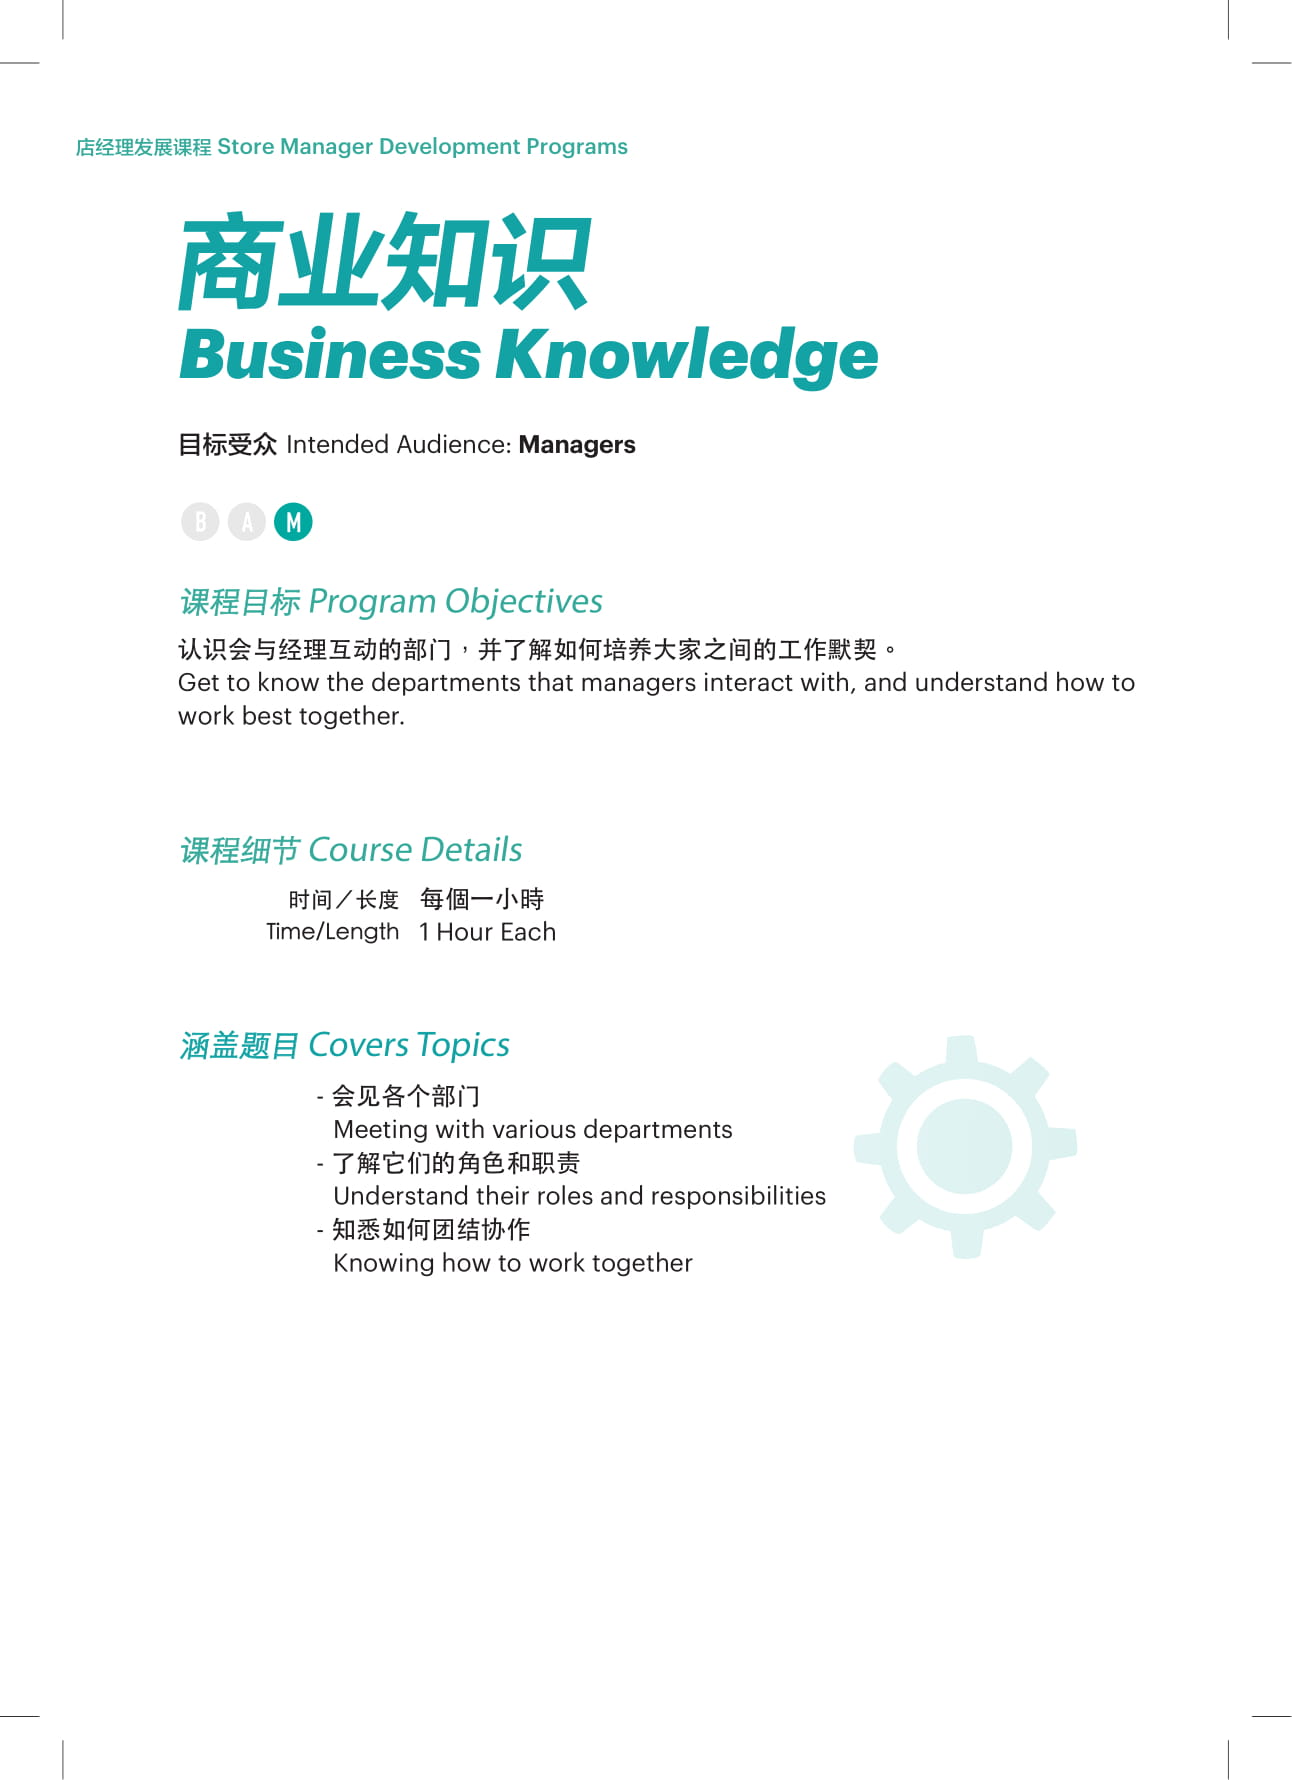 店经理发展课程 Store Manager Development Programs
商业知识
Business Knowledge
目标受众 Intended Audience: Managers
B A M
课程目标 Program Objectives
认识会与经理互动的部门，并了解如何培养大家之间的工作默契。
Get to know the departments that managers interact with, and understand how to
work best together.
课程细节 Course Details
时间／长度 每個一小時
Time/Length 1 Hour Each
涵盖题目 Covers Topics
- 会见各个部门
Meeting with various departments
- 了解它们的角色和职责
Understand their roles and responsibilities
- 知悉如何团结协作
Knowing how to work together